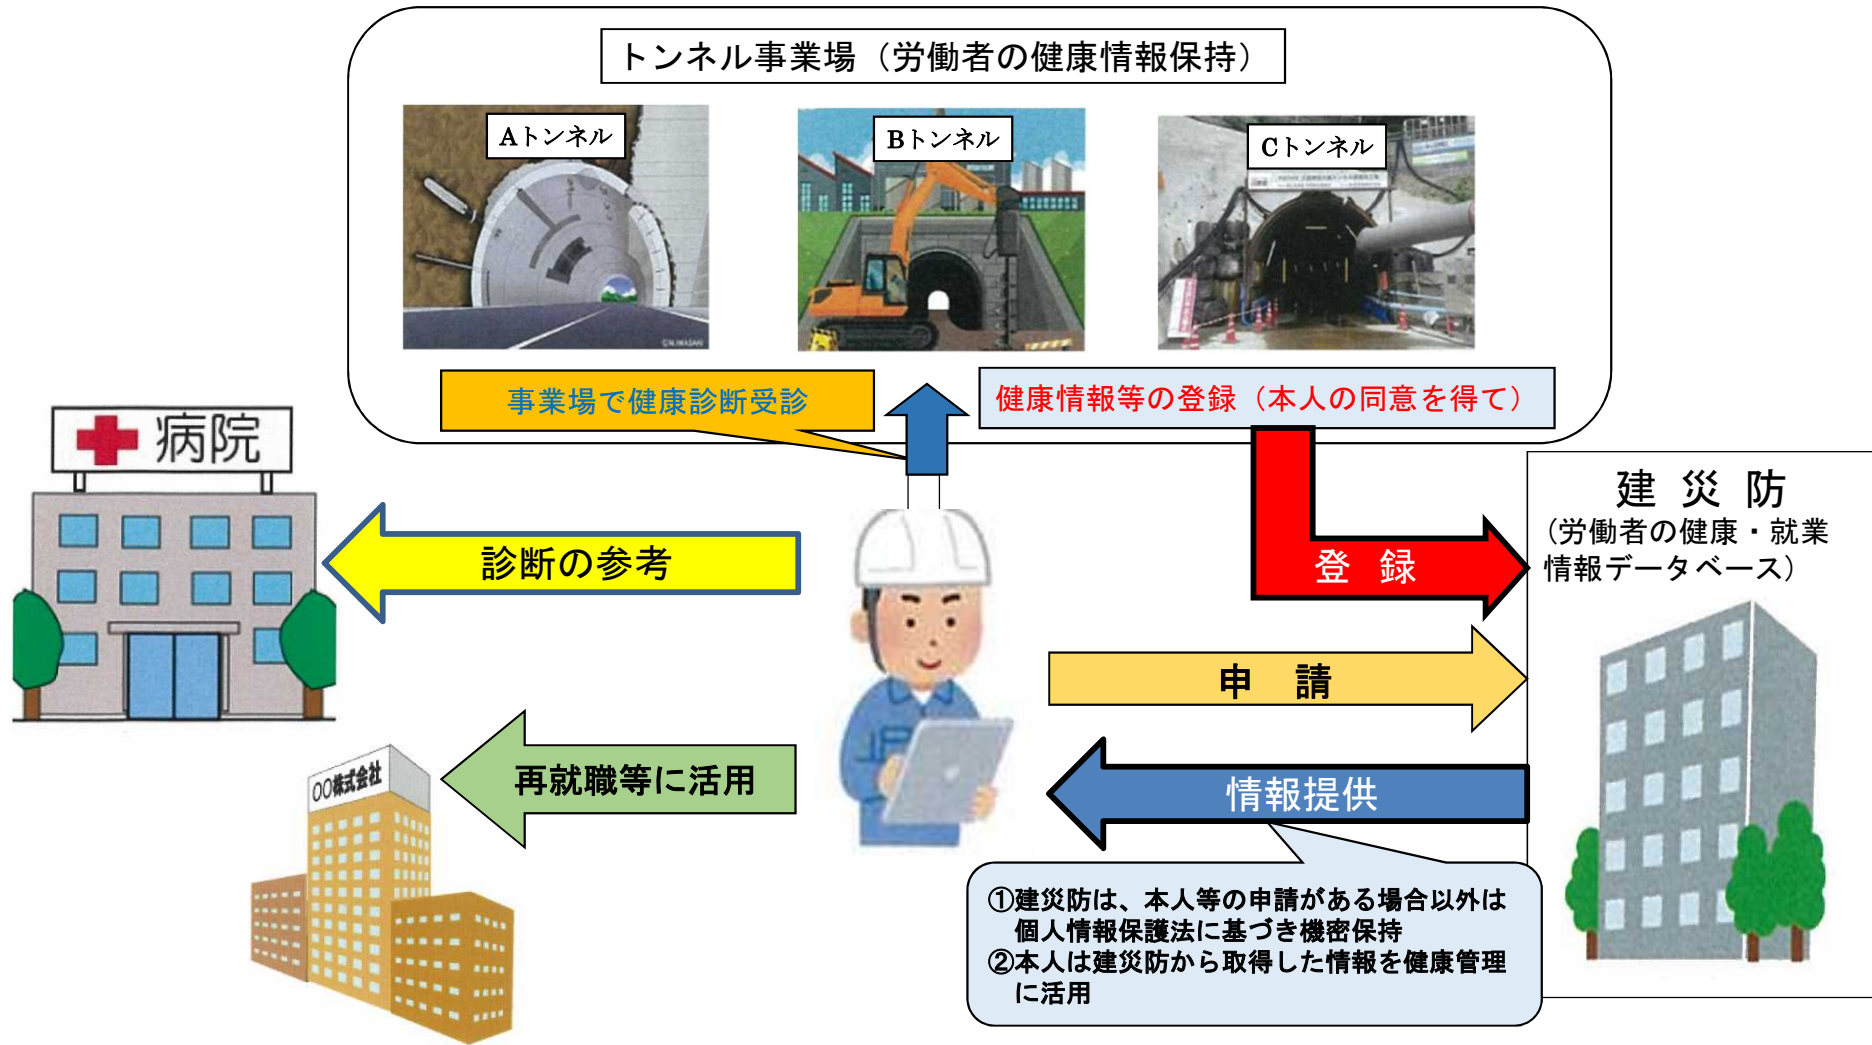 トンネル事業場（労働者の健康情報保持）
Aトンネル
Bトンネル
Cトンネル
事業場で健康診断受診
健康情報等の登録（本人の同意を得て）
病院
建 災 防
（労働者の健康・就業
情報データベース）
診断の参考
登 録
申 請
再就職等に活用
情報提供
〇〇株式会社
①建災防は、本人等の申請がある場合以外は
個人情報保護法に基づき機密保持
②本人は建災防から取得した情報を健康管理
に活用